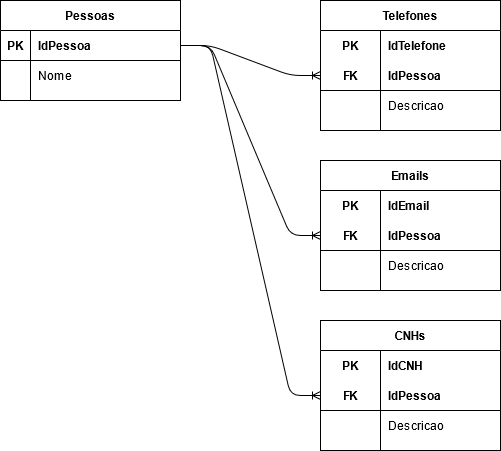 Pessoas
PK IdPessoa
Nome
Telefones
PK IdTelefone
FK IdPessoa
Descricao
Emails
PK IdEmail
FK IdPessoa
Descricao
CNHs
PK IdCNH
FK IdPessoa
Descricao